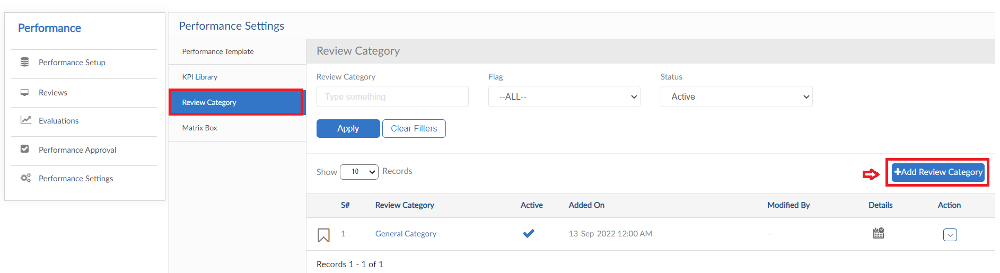 Performance
Performance Setup
Reviews
Evaluations
Performance Approval
Performance Settings
Performance Settings
Performance Template
KPI Library
Review Category
Matrix Box
Review Category
Review Category Flag Status
Type something --ALL-- Active
Apply Clear Filters
Show 10 Records
+Add Review Category
S# Review Category Active Added On Modified By Details Action
1 General Category 13-Sep-2022 12:00 AM --
Records 1 - 1 of 1